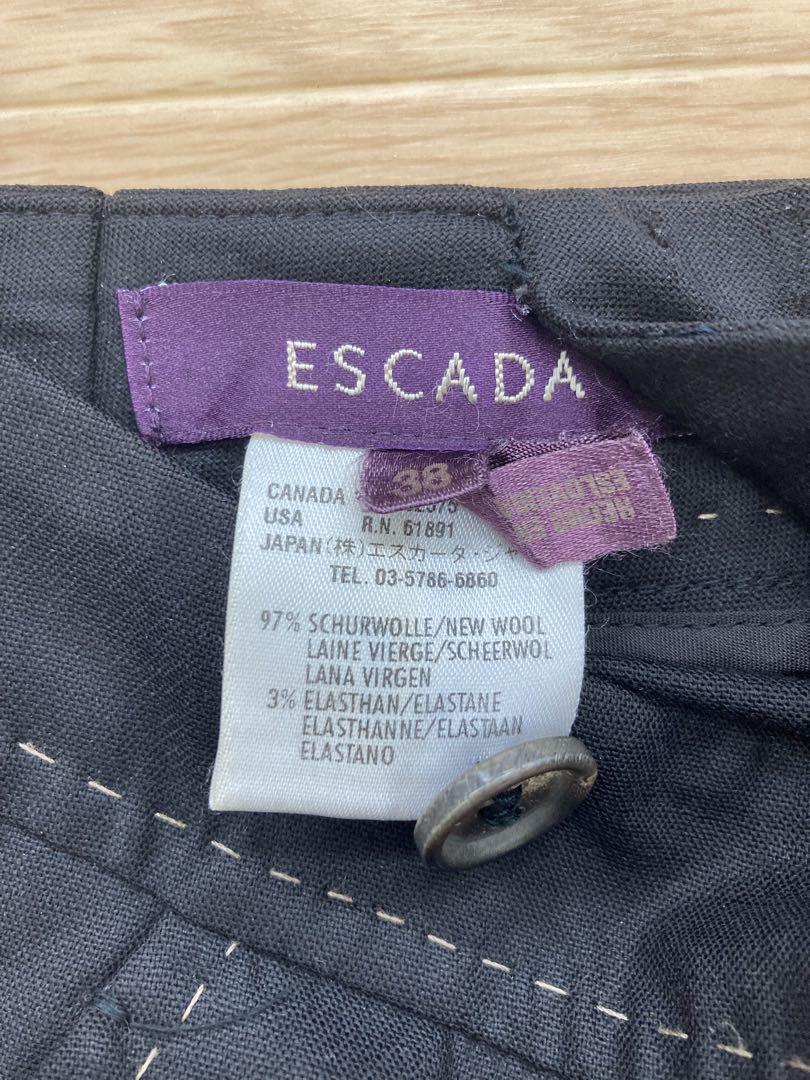 ESCADA
38
CANADA
USA R.N. 61891
JAPAN (株)エスカーダ・ジャ
TEL. 03-5786-6860
97% SCHURWOLLE/NEW WOOL
LAINE VIERGE/SCHEERWOL
LANA VIRGEN
3% ELASTHAN/ELASTANE
ELASTHANNE/ELASTAAN
ELASTANO